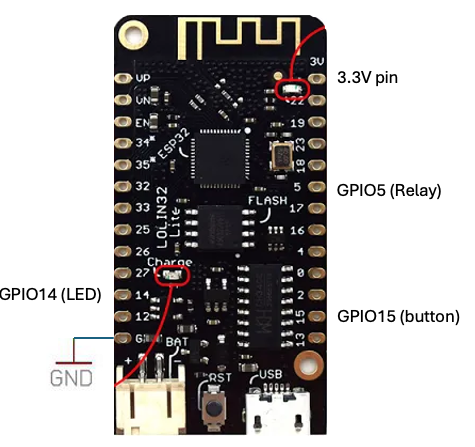 3V
VP
3.3V pin
VN
22
EN
19
34
23
ESP32
35
18
32
5
GPIO5 (Relay)
33
17
FLASH
LOLIN32
Lite
25
16
26
4
Charge
27
0
GPIO14 (LED)
14
2
12
15
GPIO15 (button)
G
13
BAT
+
-
GND
RST
USB